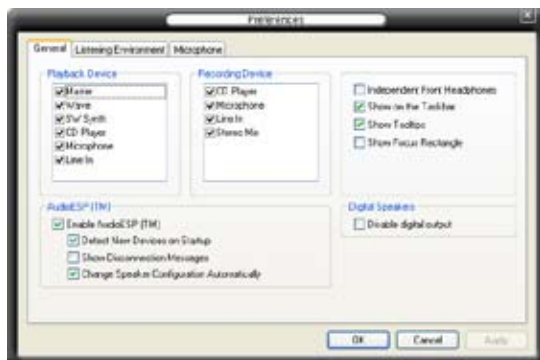 Preferences
General
Listening Environment
Microphone
Playback Device
Master
Wave
SW Synth
CD Player
Microphone
Line In
Recording Device
CD Player
Microphone
Line In
Stereo Mix
Independent Front Headphones
Show on the Taskbar
Show Tooltips
Show Focus Rectangle
AudioESP (TM)
Enable AudioESP (TM)
Detect New Devices on Startup
Show Disconnection Messages
Change Speaker Configuration Automatically
Digital Speakers
Disable digital output
OK
Cancel
Apply